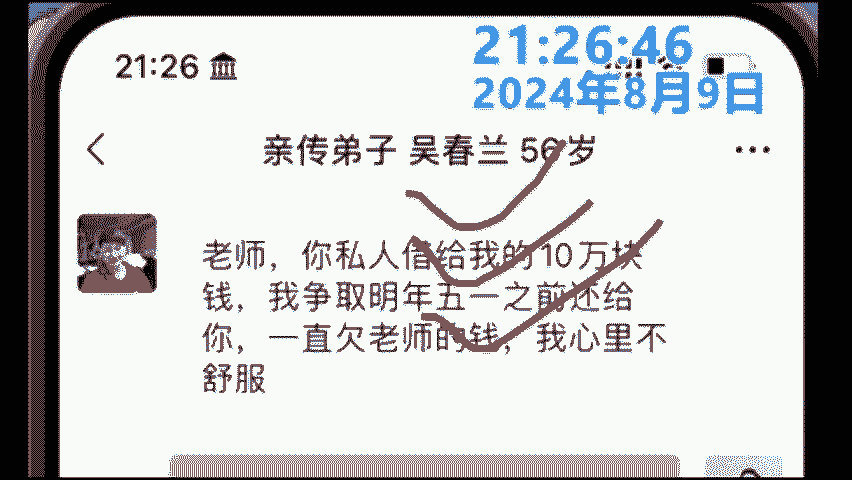 21:26
21:26:46
2024年8月9日
亲传弟子 吴春兰 56岁
老师，你私人借给我的10万块
钱，我争取明年五一之前还给
你，一直欠老师的钱，我心里不
舒服